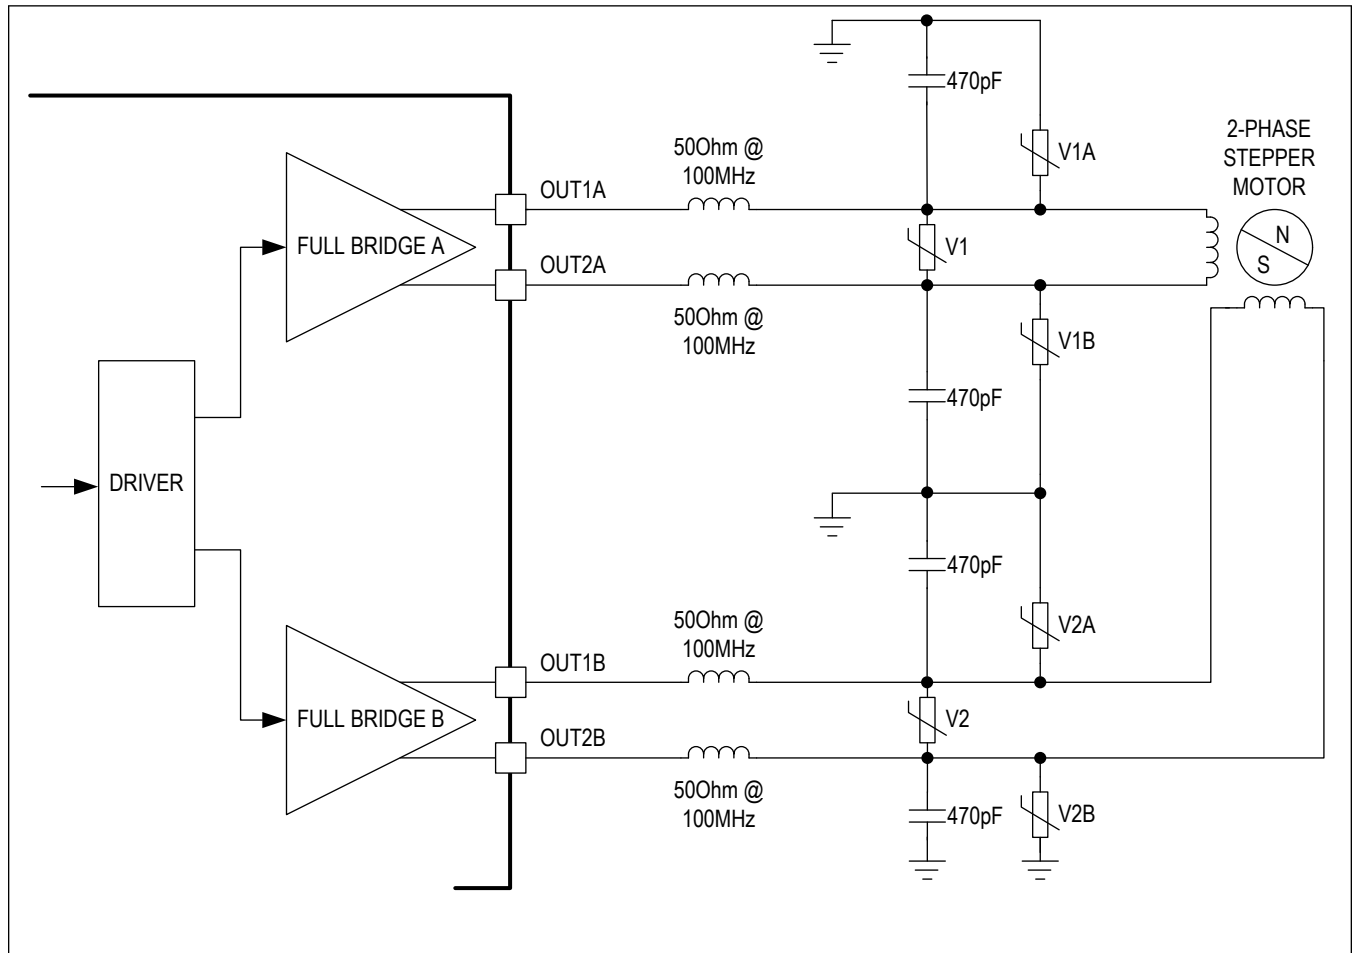 470pF
V1A
2-PHASE
STEPPER
MOTOR
50Ohm @
100MHz
OUT1A
FULL BRIDGE A
V1
N
S
OUT2A
50Ohm @
100MHz
V1B
470pF
DRIVER
470pF
50Ohm @
100MHz
V2A
OUT1B
FULL BRIDGE B
V2
OUT2B
50Ohm @
100MHz
470pF
V2B